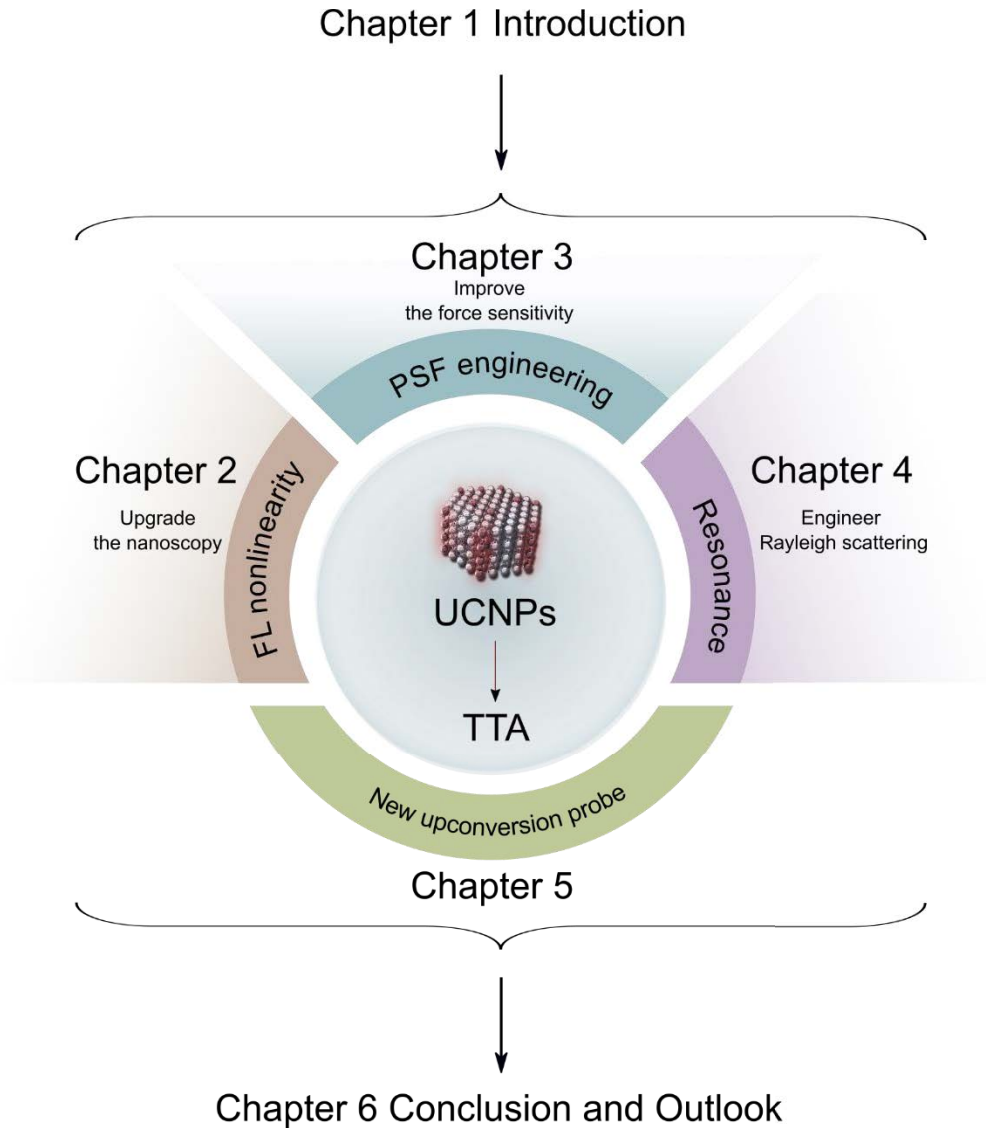 Chapter 1 Introduction
Chapter 3
Improve
the force sensitivity
PSF engineering
Chapter 2
Upgrade
the nanoscopy
FL nonlinearity
Chapter 4
Engineer
Rayleigh scattering
Resonance
UCNPs
TTA
New upconversion probe
Chapter 5
Chapter 6 Conclusion and Outlook